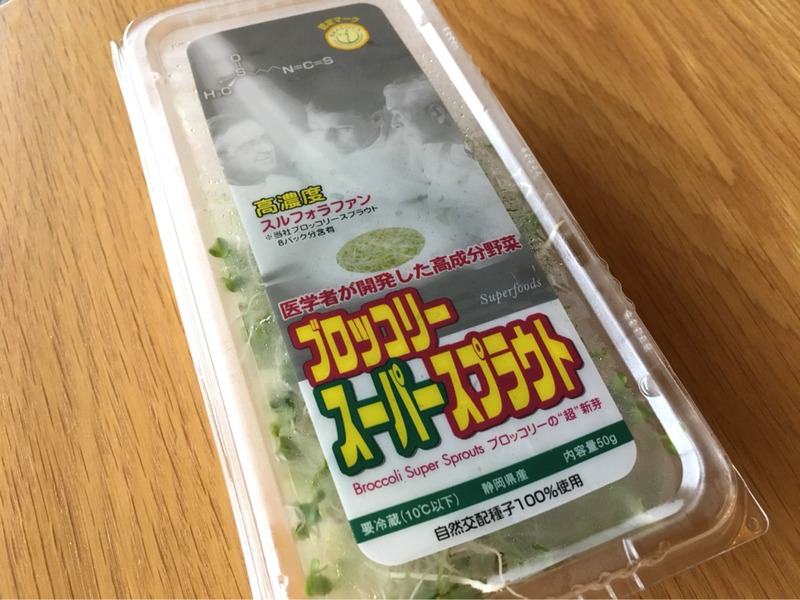 認定マーク
O
S
N=C=S
H₃C
高濃度
スルフォラファン
※当社ブロッコリースプラウト
8パック分含有
医学者が開発した高成分野菜
Superfoods
ブロッコリー
スーパースプラウト
Broccoli Super Sprouts ブロッコリーの"超"新芽
要冷蔵(10℃以下) 静岡県産 内容量50g
自然交配種子100%使用